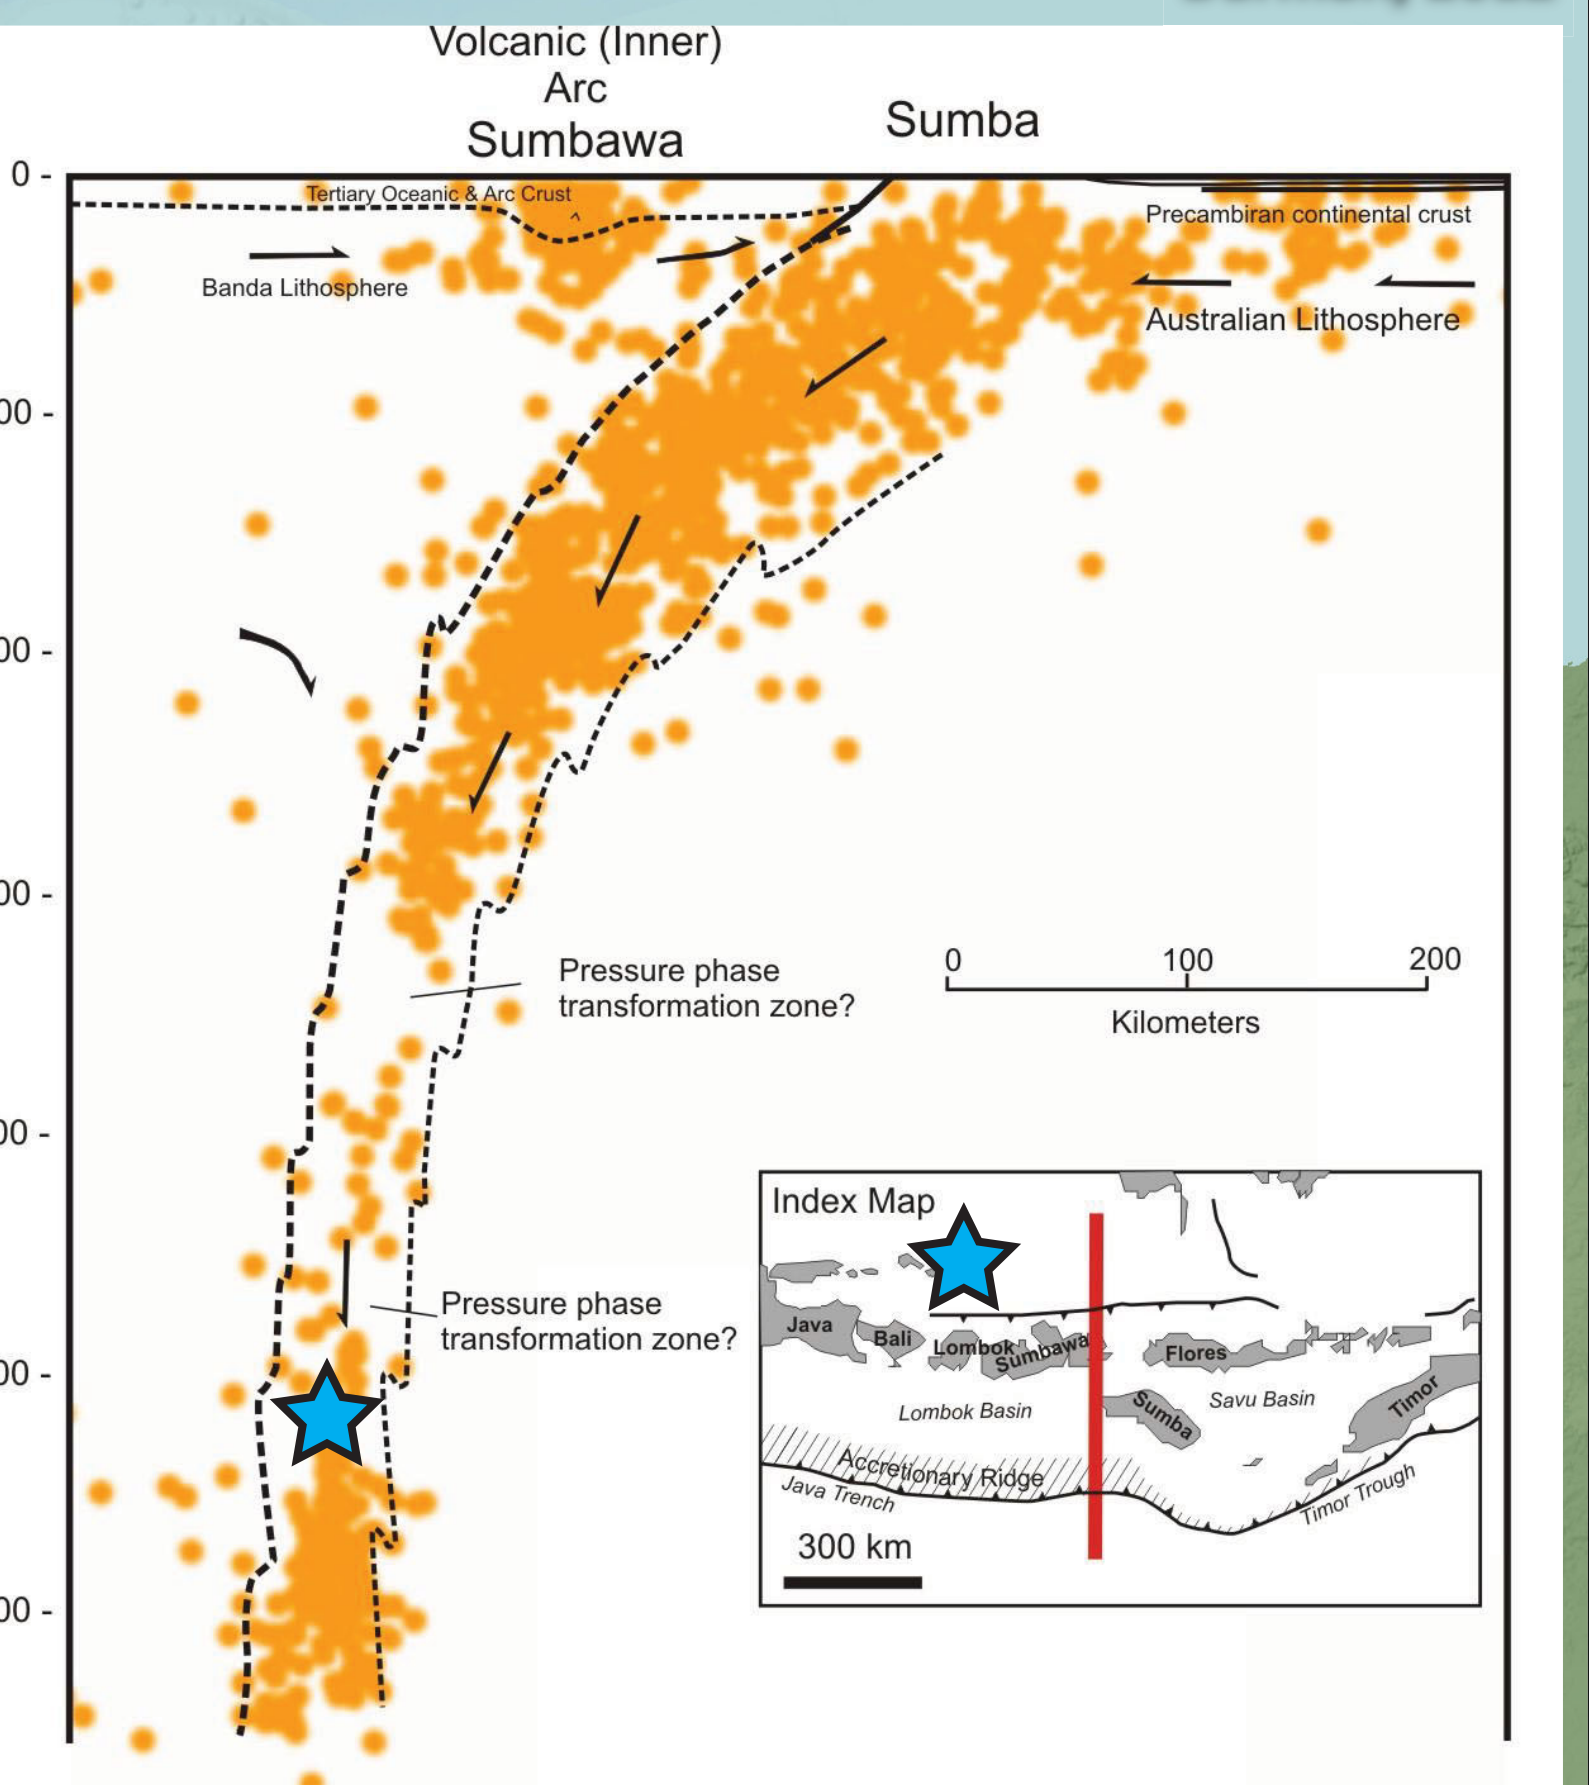 Volcanic (Inner)
Arc
Sumbawa
Sumba
0 -
Tertiary Oceanic & Arc Crust
Precambiran continental crust
Banda Lithosphere
Australian Lithosphere
00 -
00 -
00 -
Pressure phase
transformation zone?
0 100 200
Kilometers
00 -
Index Map
Pressure phase
transformation zone?
Java
Bali
Lombok
Sumbawa
Flores
Sumba
Savu Basin
Timor
Lombok Basin
00 -
Accretionary Ridge
Java Trench
Timor Trough
300 km
00 -